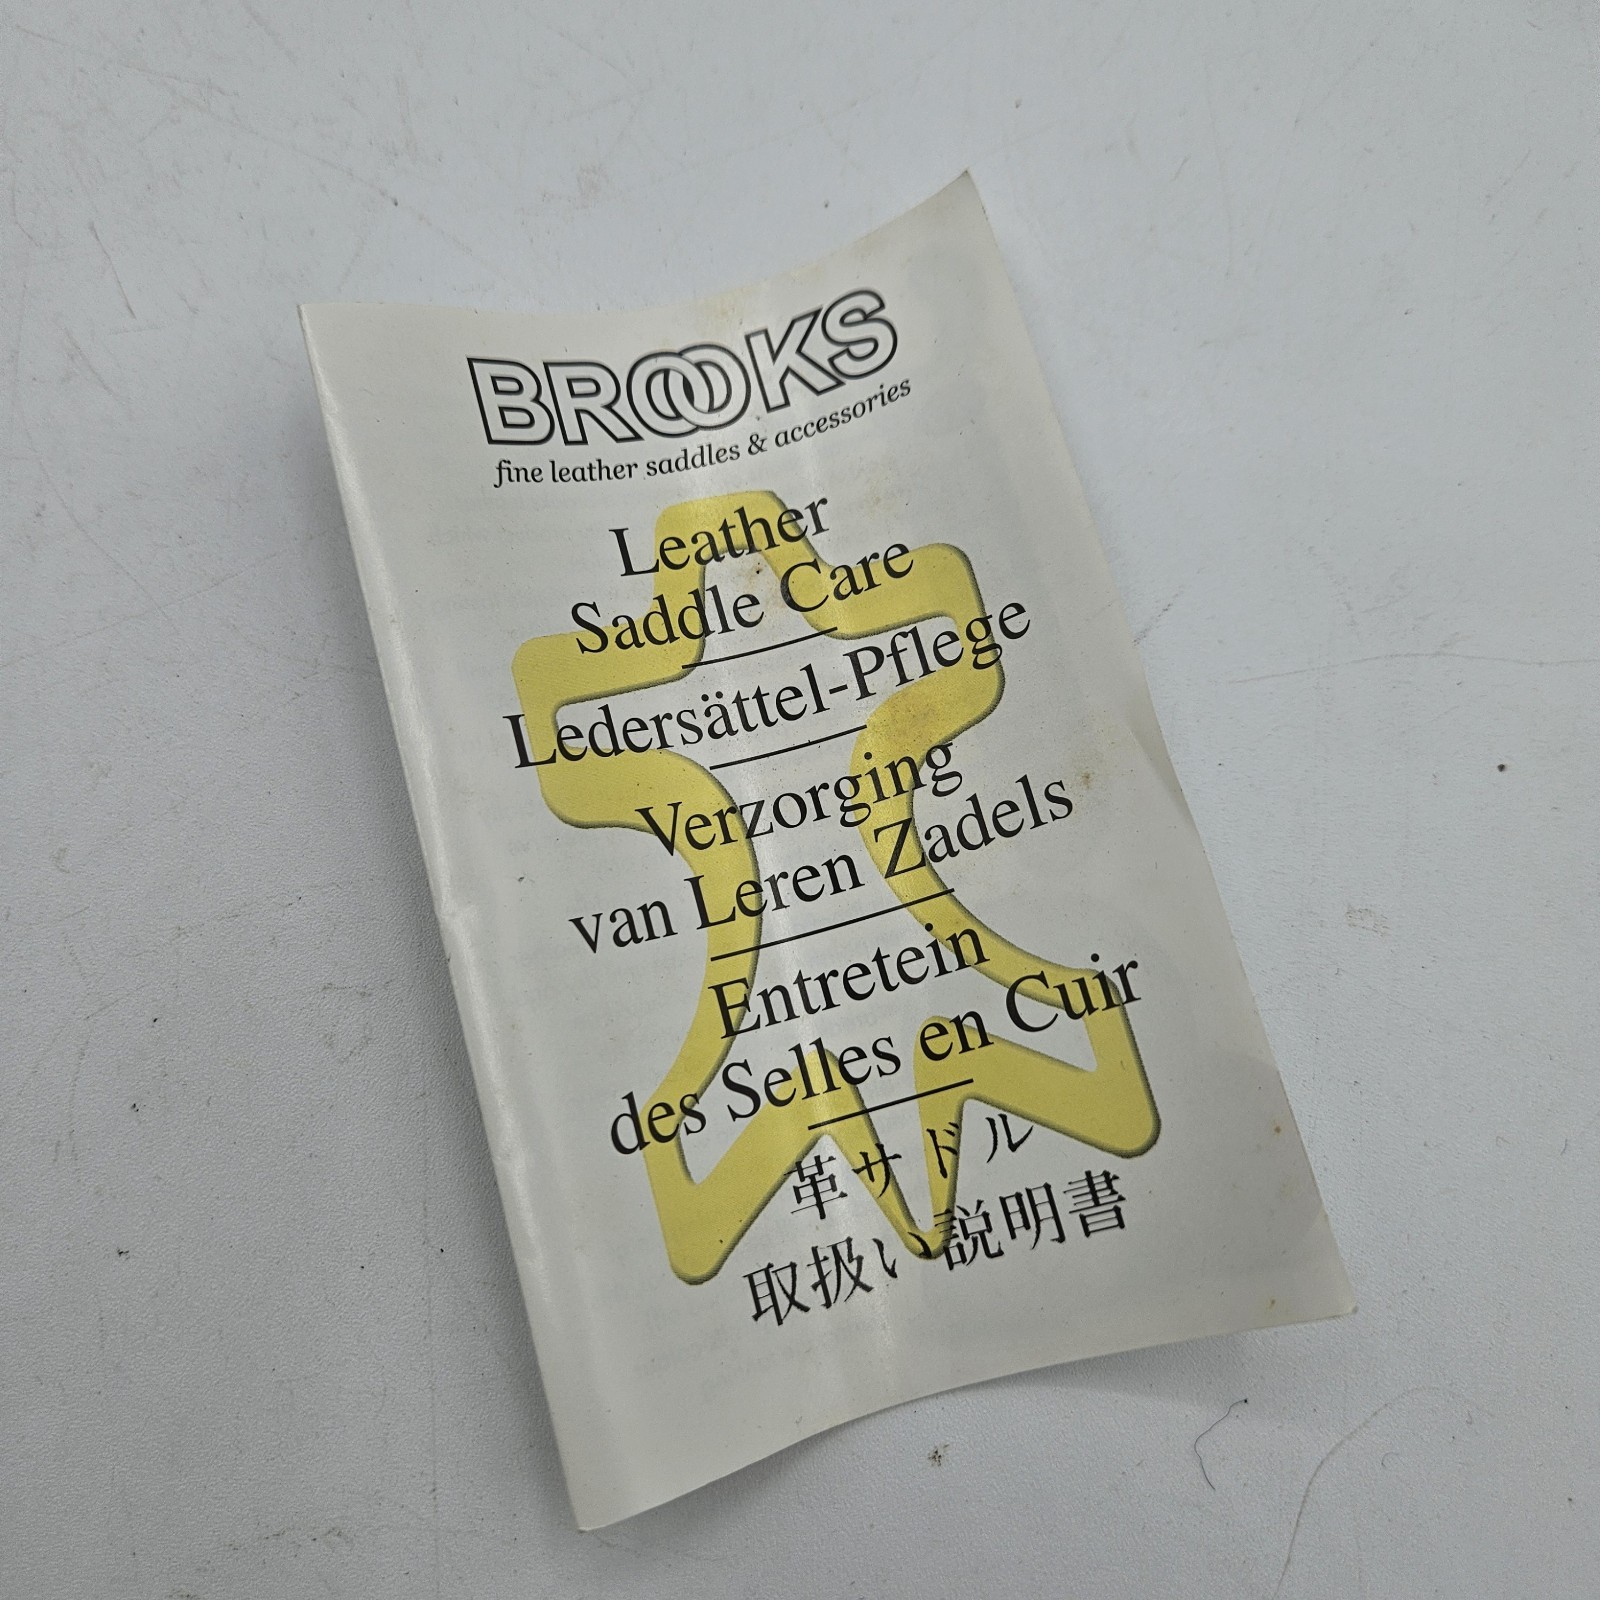 BROOKS
fine leather saddles & accessories
Leather
Saddle Care
Ledersättel-Pflege
Verzorging
van Leren Zadels
Entretein
des Selles en Cuir
革サドル
取扱い説明書